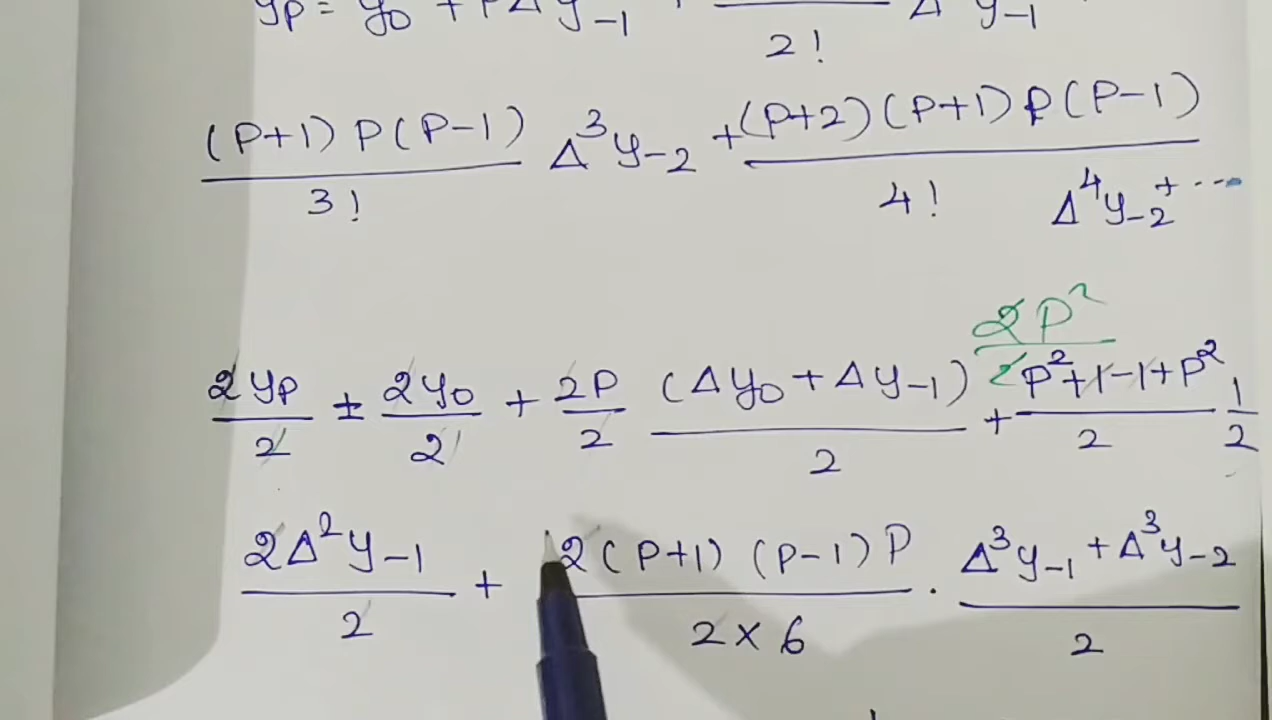 yp = y0 + PΔy-1 + ―/2! Δ y-1
(P+1) P(P-1)/3! Δ³y-2 + (P+2)(P+1)P(P-1)/4! Δ⁴y-2 + ---
2P²
2yp/2 ± 2y0/2 + 2P/2 (Δy0 + Δy-1)/2 + P²+1-1+P²/2 1/2
2Δ²y-1/2 + 2(P+1)(P-1)P/2×6 . Δ³y-1 + Δ³y-2/2